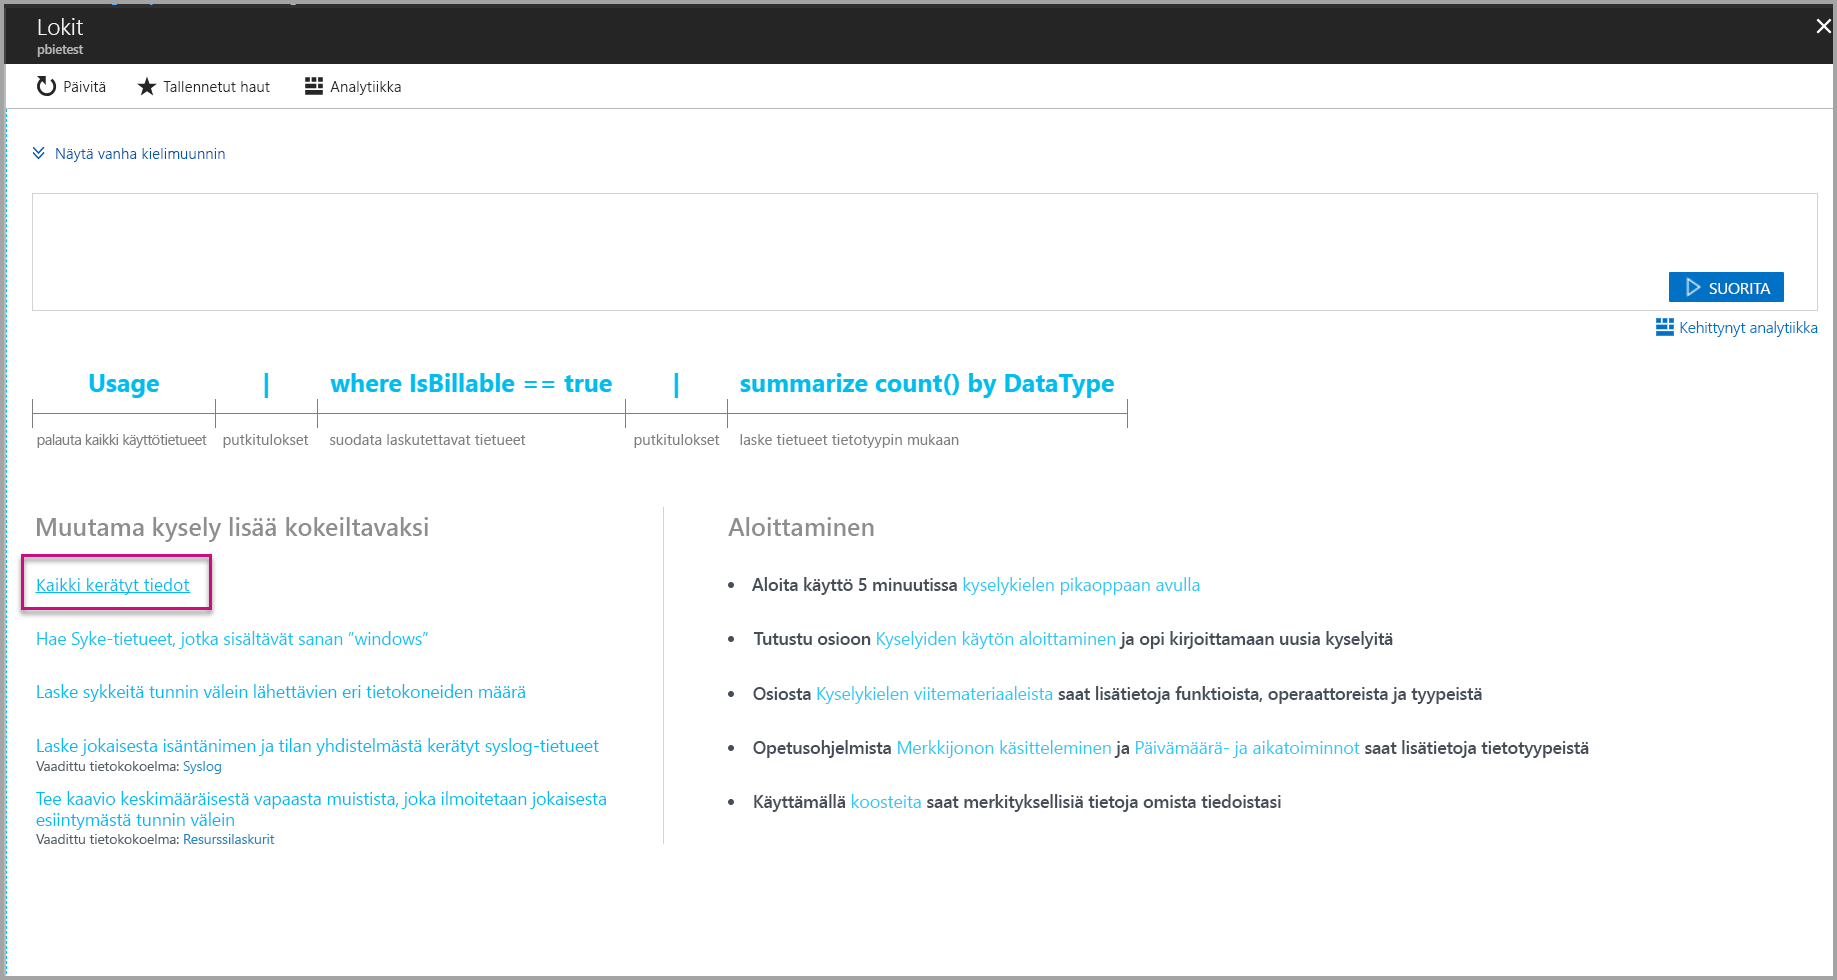 Lokit
pbietest
Päivitä Tallennetut haut Analytiikka
Näytä vanha kielimuunnin
SUORITA
Kehittynyt analytiikka
Usage | where IsBillable == true | summarize count() by DataType
palauta kaikki käyttötietueet putkitulokset suodata laskutettavat tietueet putkitulokset laske tietueet tietotyypin mukaan
Muutama kysely lisää kokeiltavaksi
Kaikki kerätyt tiedot
Hae Syke-tietueet, jotka sisältävät sanan ”windows”
Laske sykkeitä tunnin välein lähettävien eri tietokoneiden määrä
Laske jokaisesta isäntänimen ja tilan yhdistelmästä kerätyt syslog-tietueet
Vaadittu tietokokoelma: Syslog
Tee kaavio keskimääräisestä vapaasta muistista, joka ilmoitetaan jokaisesta
esiintymästä tunnin välein
Vaadittu tietokokoelma: Resurssilaskurit
Aloittaminen
• Aloita käyttö 5 minuutissa kyselykielen pikaoppaan avulla
• Tutustu osioon Kyselyiden käytön aloittaminen ja opi kirjoittamaan uusia kyselyitä
• Osiosta Kyselykielen viitemateriaaleista saat lisätietoja funktioista, operaattoreista ja tyypeistä
• Opetusohjelmista Merkkijonon käsitteleminen ja Päivämäärä- ja aikatoiminnot saat lisätietoja tietotyypeistä
• Käyttämällä koosteita saat merkityksellisiä tietoja omista tiedoistasi